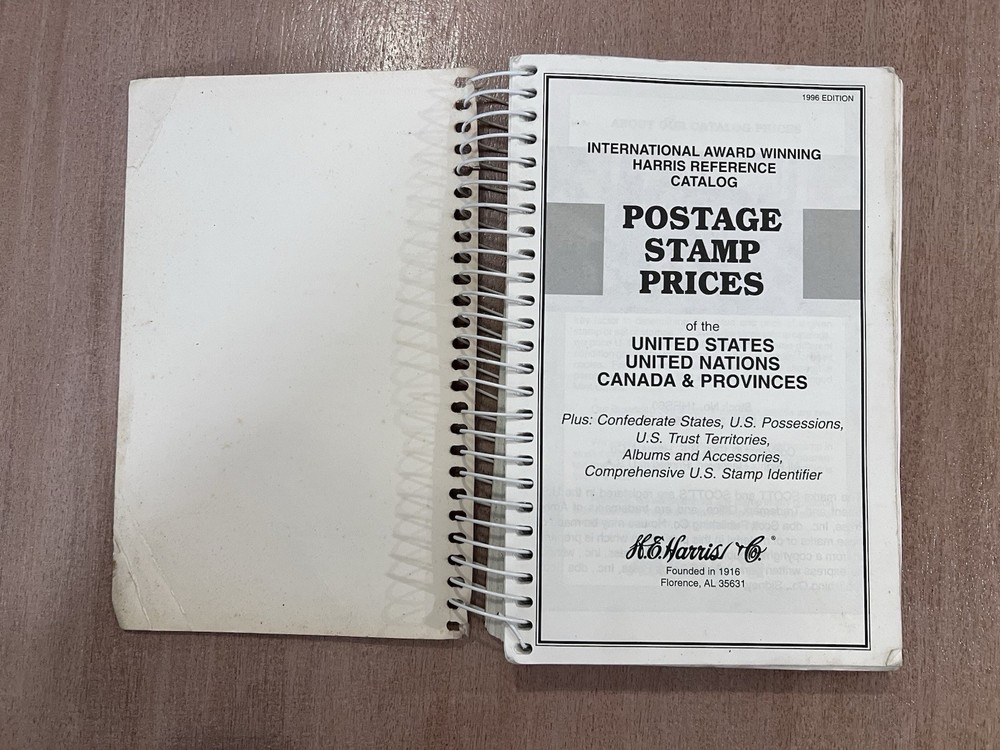 1996 EDITION
INTERNATIONAL AWARD WINNING
HARRIS REFERENCE
CATALOG
POSTAGE
STAMP
PRICES
of the
UNITED STATES
UNITED NATIONS
CANADA & PROVINCES
Plus: Confederate States, U.S. Possessions,
U.S. Trust Territories,
Albums and Accessories,
Comprehensive U.S. Stamp Identifier
H.E. Harris & Co.®
Founded in 1916
Florence, AL 35631